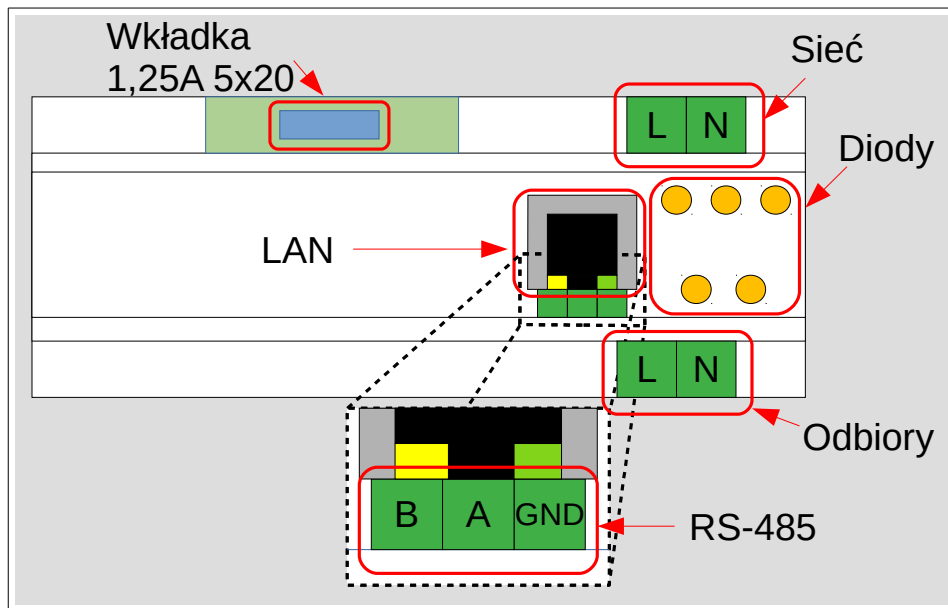 Wkładka
1,25A 5x20
Sieć
L N
Diody
LAN
L N
Odbiory
B A GND
RS-485